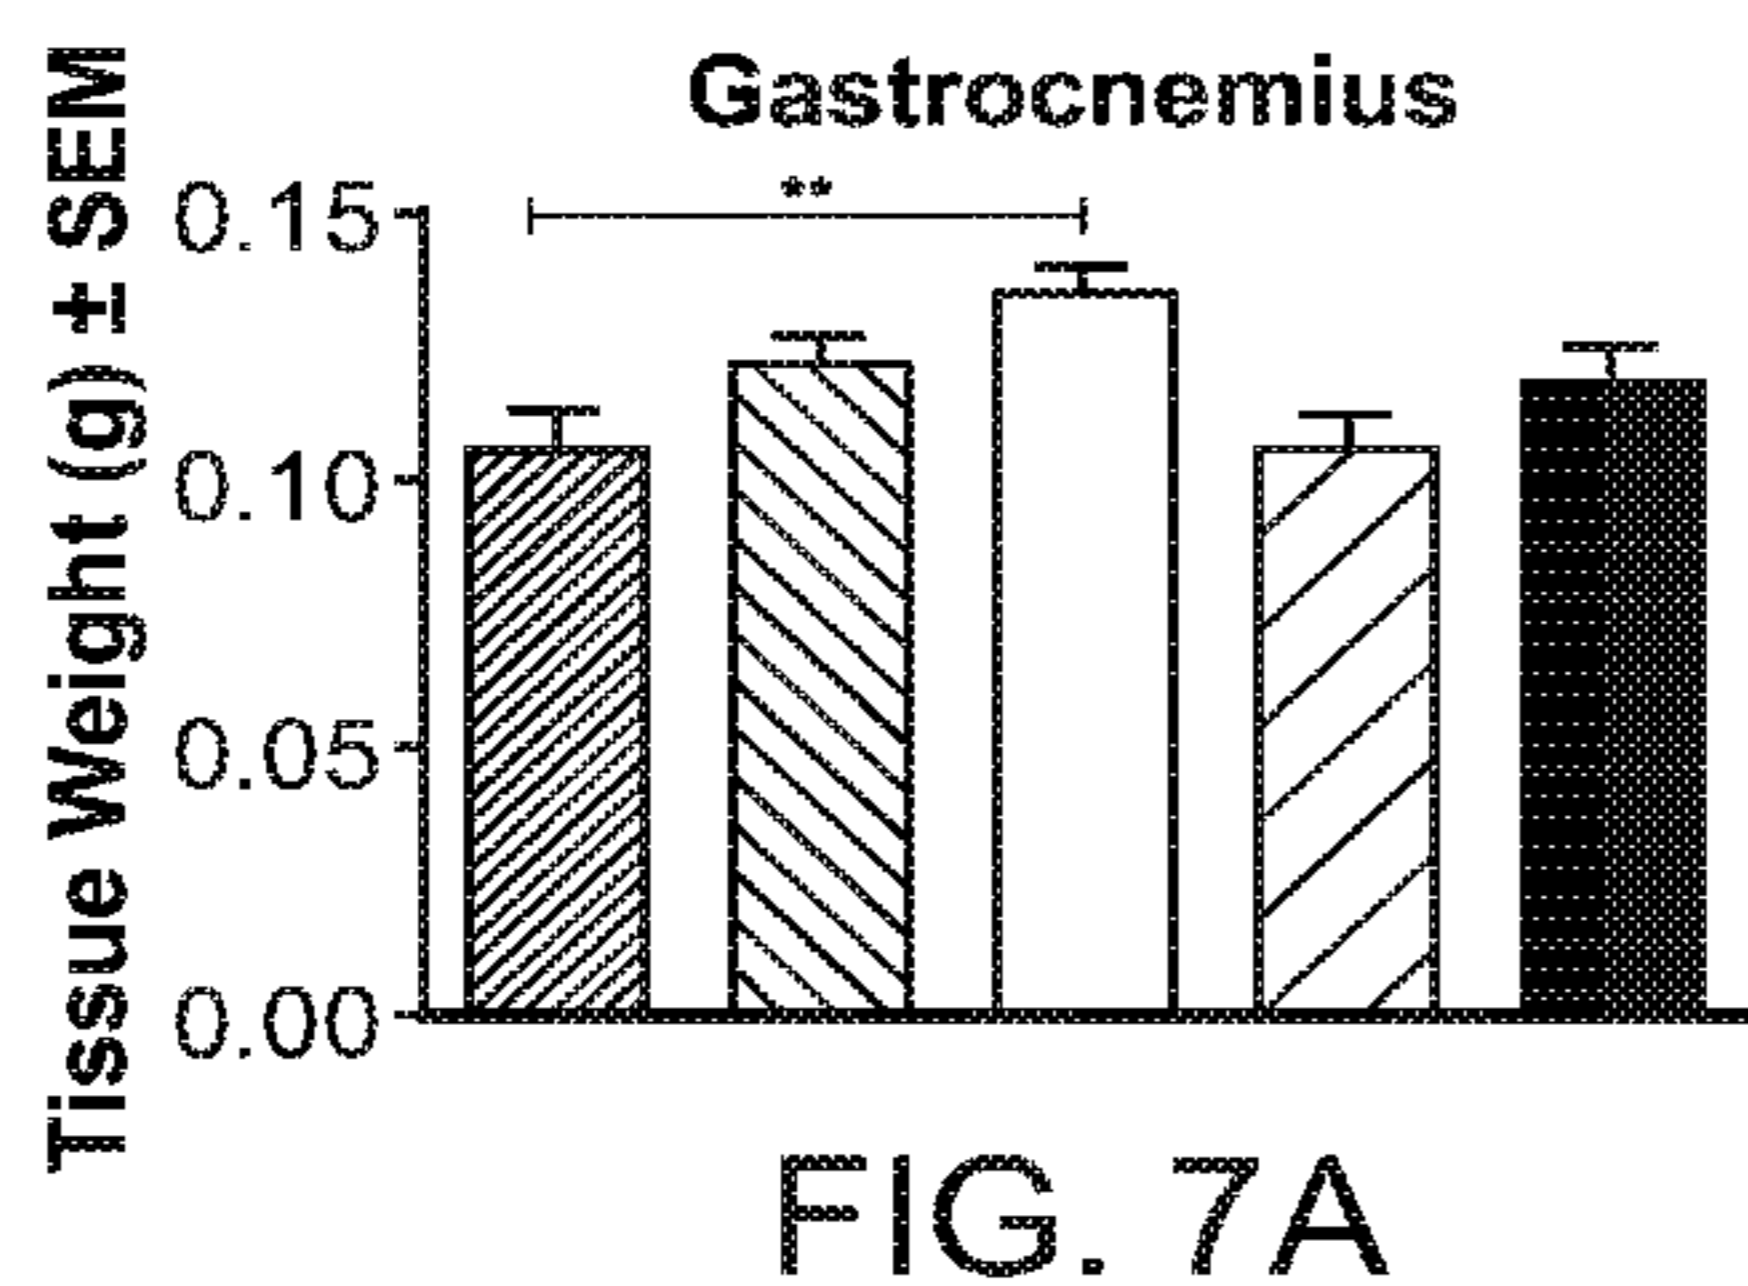 Gastrocnemius
Tissue Weight (g) ± SEM
**
0.15
0.10
0.05
0.00
FIG. 7A